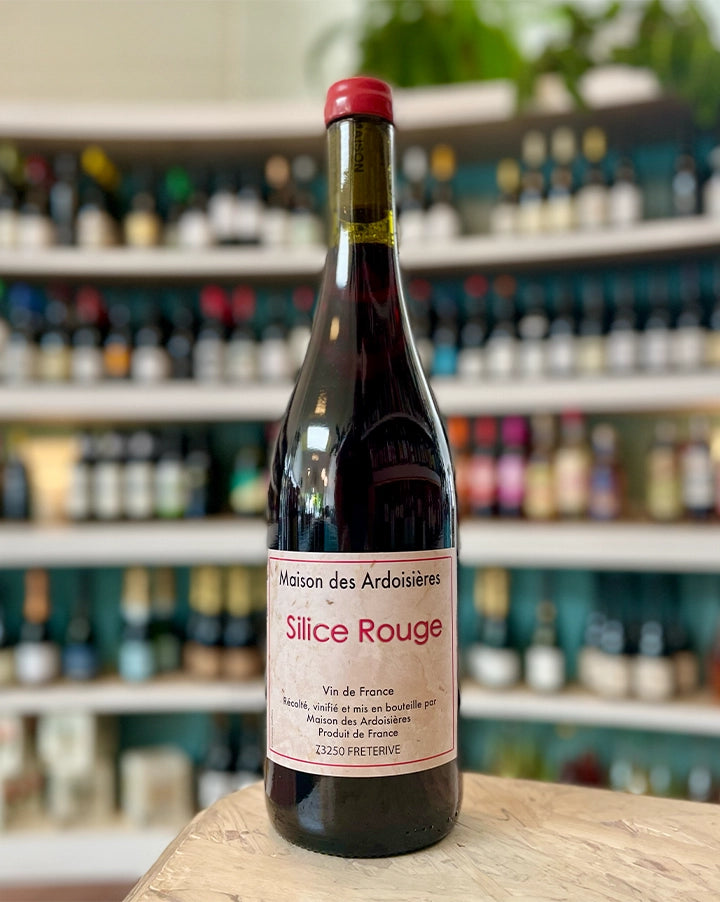 MAISON
Maison des Ardoisières
Silice Rouge
Vin de France
Récolté, vinifié et mis en bouteille par
Maison des Ardoisières
Produit de France
73250 FRETERIVE